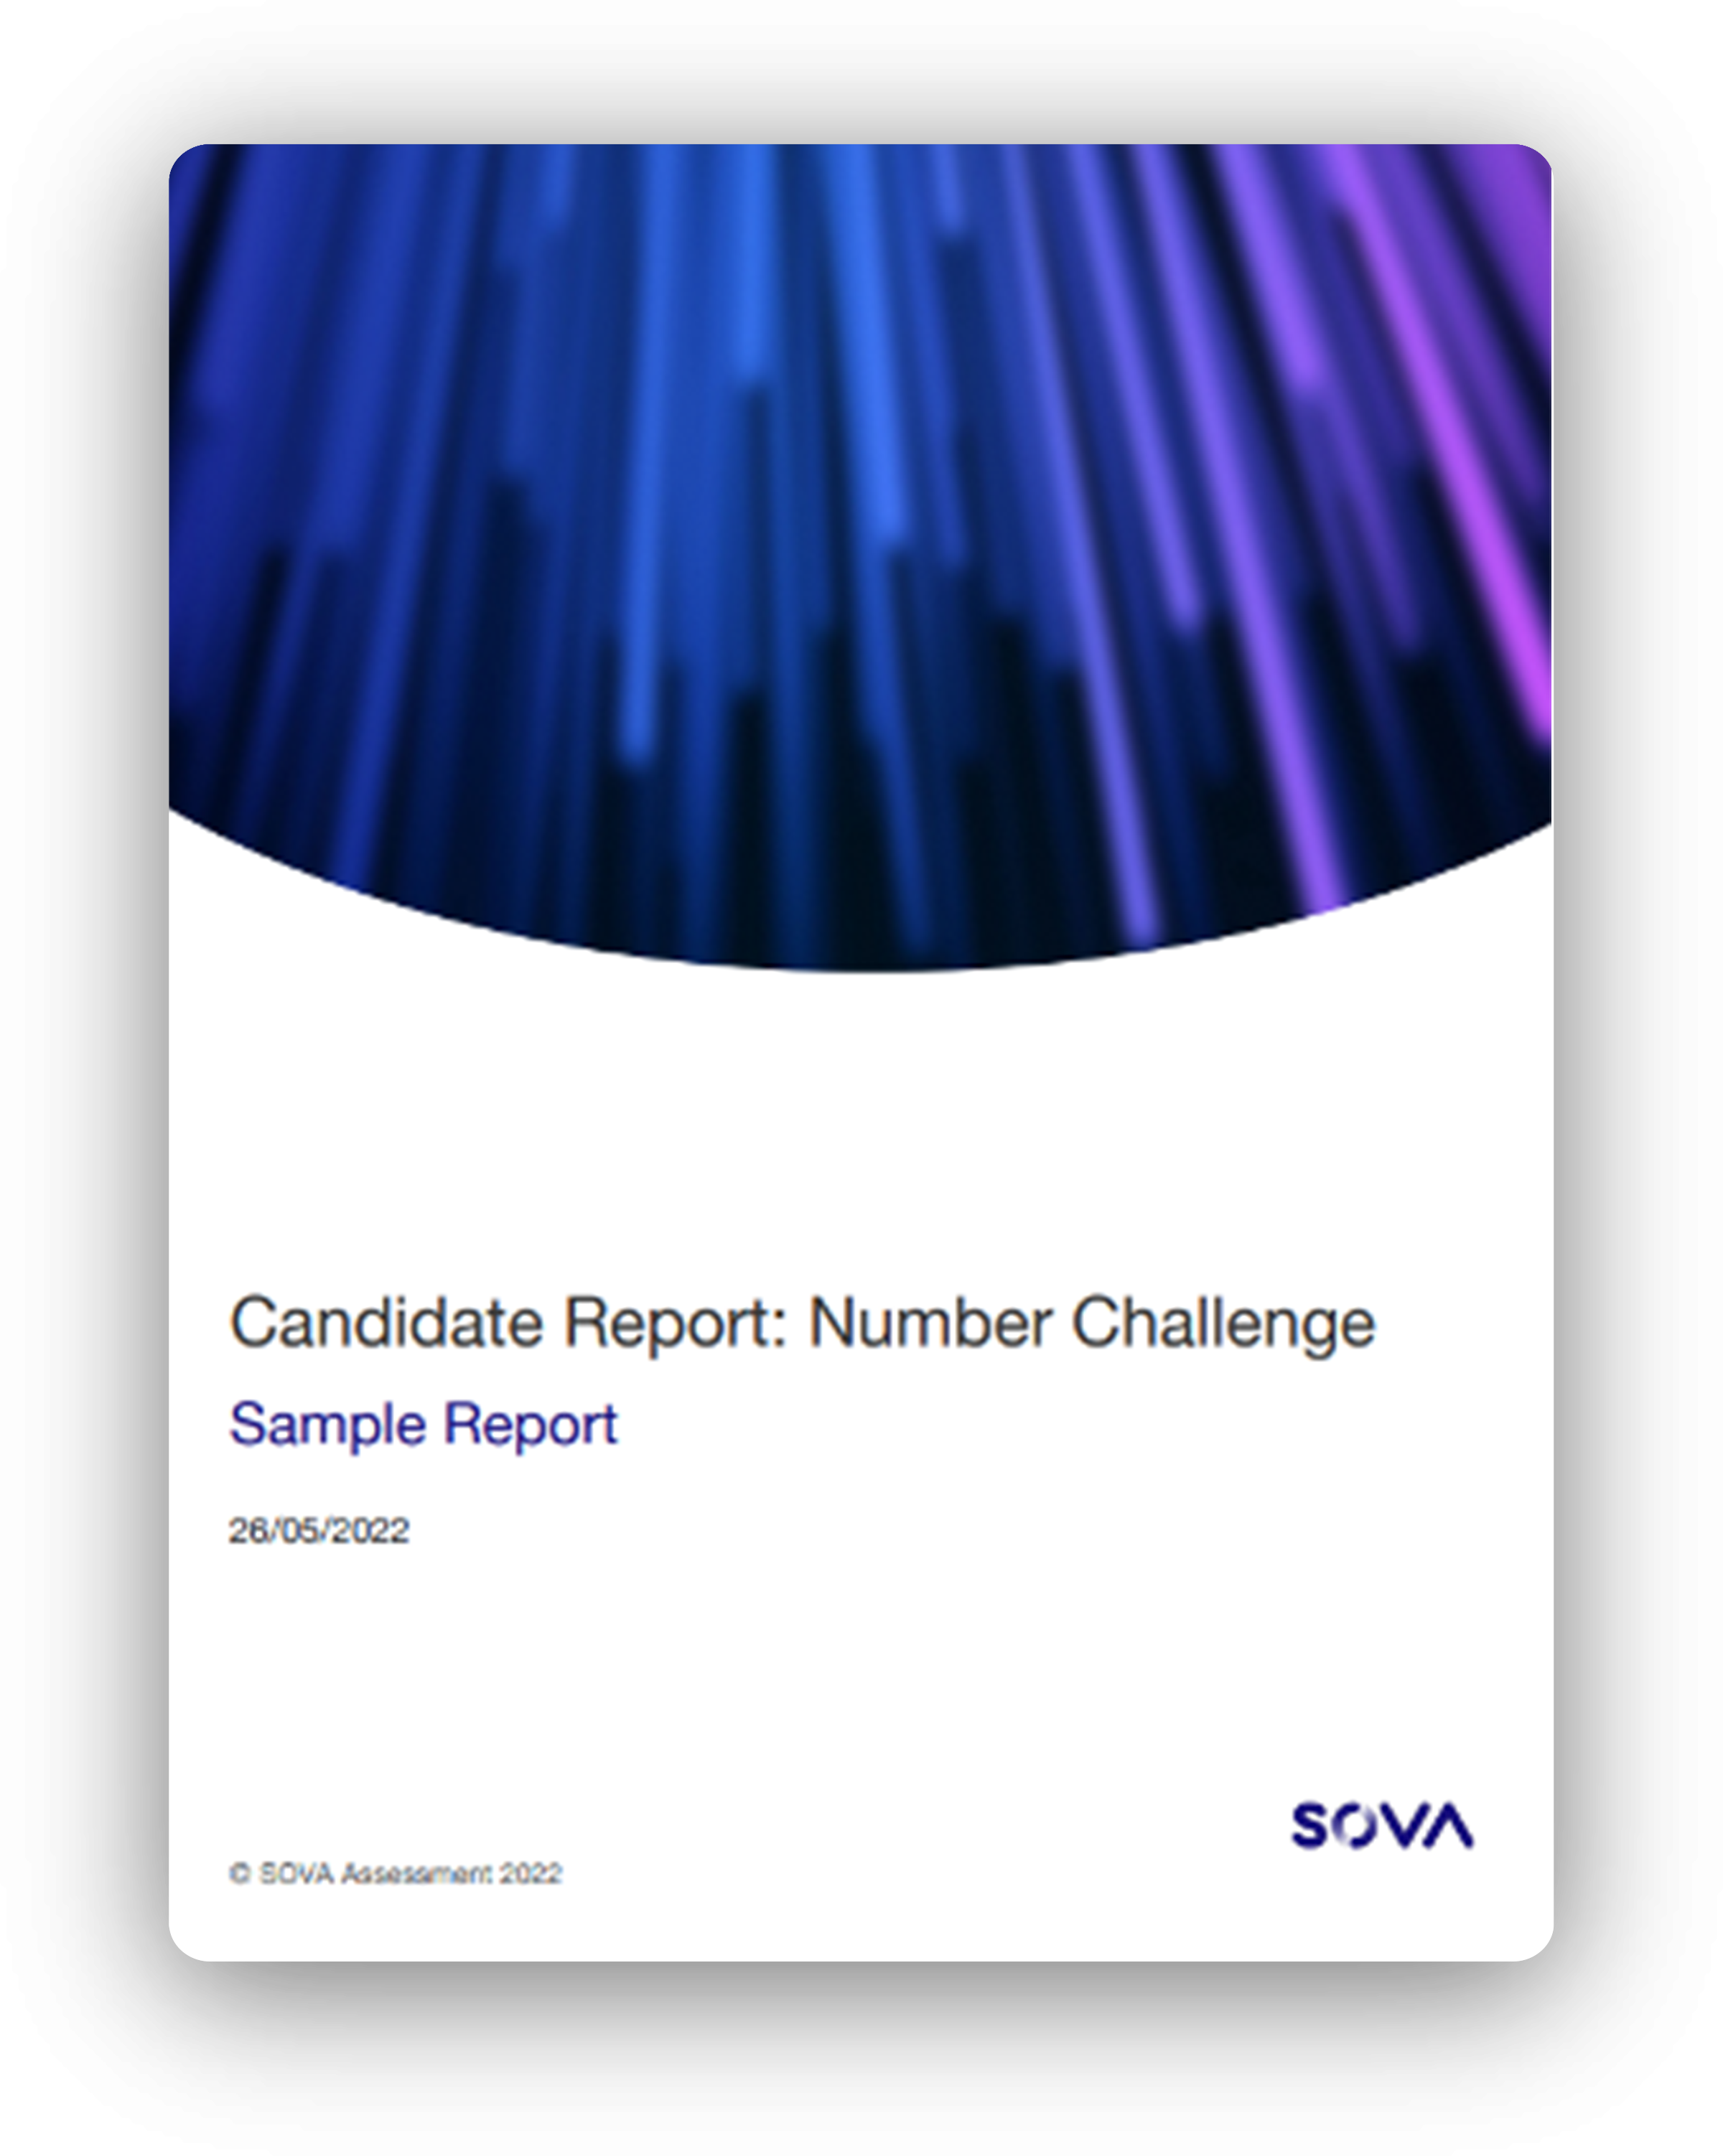 Candidate Report: Number Challenge
Sample Report
26/05/2022
SOVA
© SOVA Assessment 2022